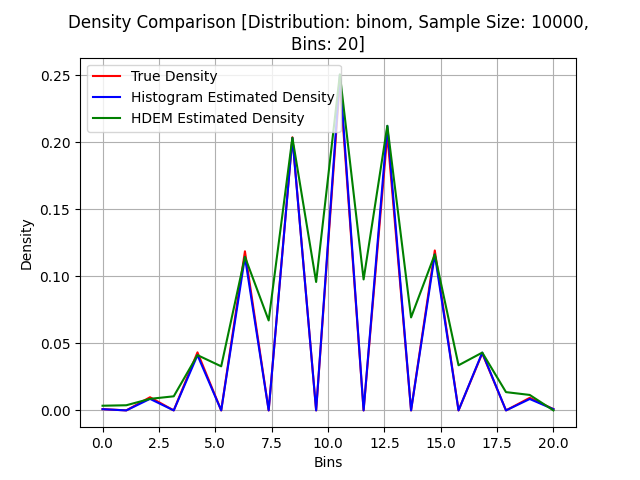 Density Comparison [Distribution: binom, Sample Size: 10000,
Bins: 20]
True Density
Histogram Estimated Density
HDEM Estimated Density
Density
0.25
0.20
0.15
0.10
0.05
0.00
0.0 2.5 5.0 7.5 10.0 12.5 15.0 17.5 20.0
Bins